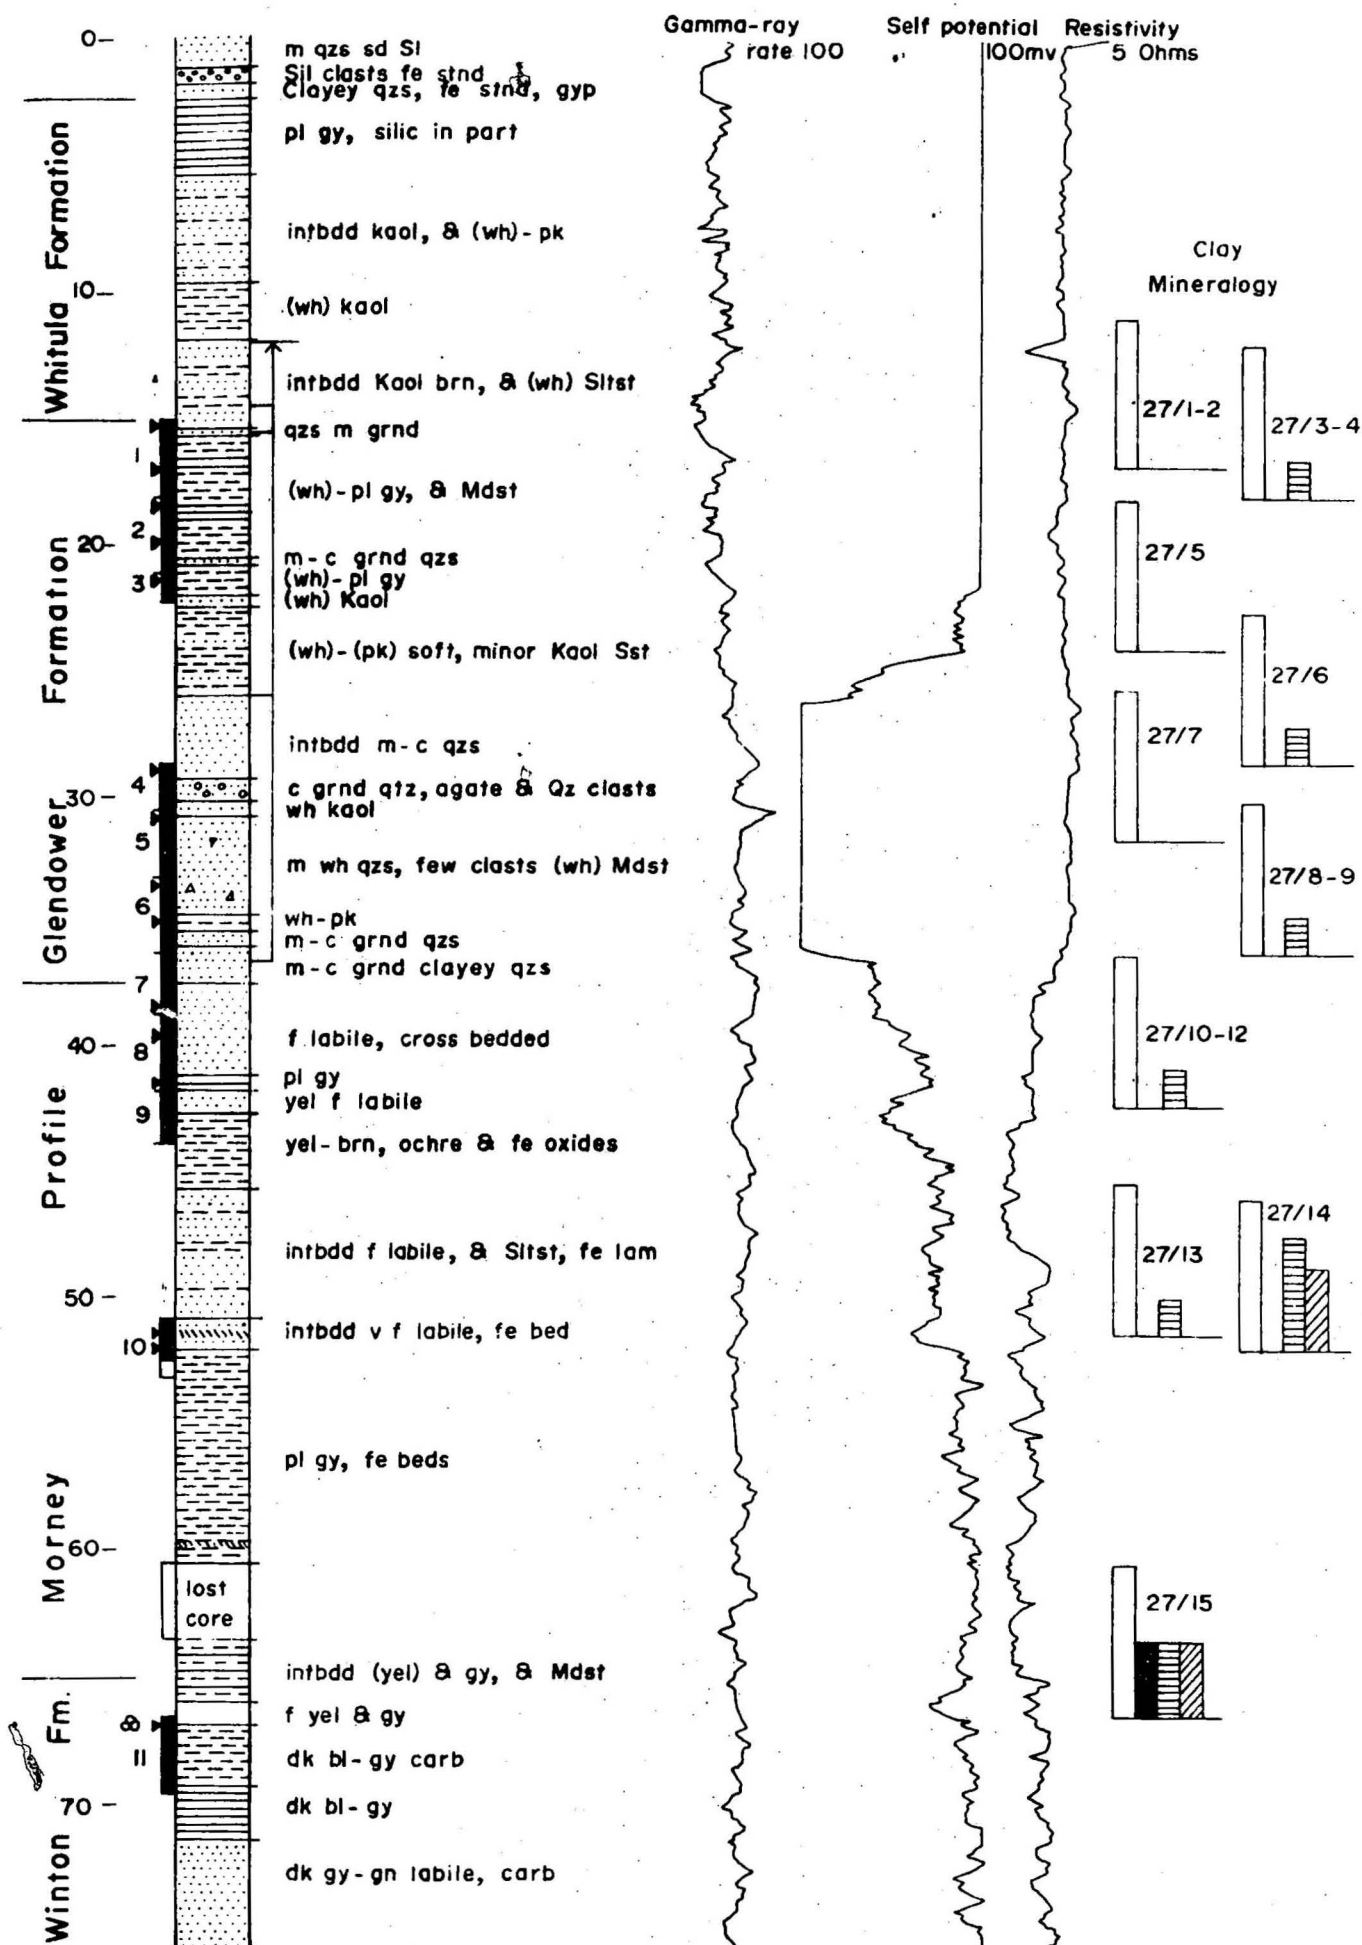 Gamma-ray
rate 100
Self potential
100mv
Resistivity
5 Ohms
0
10
20
30
40
50
60
70
Whitula Formation
Glendower Formation
Morney Profile
Winton Fm.
1
2
3
4
5
6
7
8
9
10
11
m qzs sd Sl
Sil clasts fe stnd
Clayey qzs, fe stnd, gyp
pl gy, silic in part
intbdd kaol, & (wh)-pk
(wh) kaol
intbdd Kaol brn, & (wh) Sltst
qzs m grnd
(wh)-pl gy, & Mdst
m-c grnd qzs
(wh)-pl gy
(wh) Kaol
(wh)-(pk) soft, minor Kaol Sst
intbdd m-c qzs
c grnd qtz, agate & Qz clasts
wh kaol
m wh qzs, few clasts (wh) Mdst
wh-pk
m-c grnd qzs
m-c grnd clayey qzs
f labile, cross bedded
pl gy
yel f labile
yel-brn, ochre & fe oxides
intbdd f labile, & Sltst, fe lam
intbdd v f labile, fe bed
pl gy, fe beds
lost
core
intbdd (yel) & gy, & Mdst
f yel & gy
dk bl-gy carb
dk bl-gy
dk gy-gn labile, carb
Clay
Mineralogy
27/1-2
27/3-4
27/5
27/6
27/7
27/8-9
27/10-12
27/13
27/14
27/15